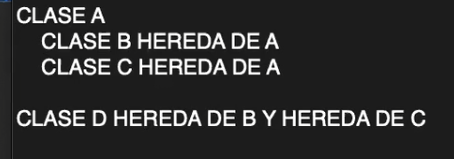 CLASE A
CLASE B HEREDA DE A
CLASE C HEREDA DE A
CLASE D HEREDA DE B Y HEREDA DE C